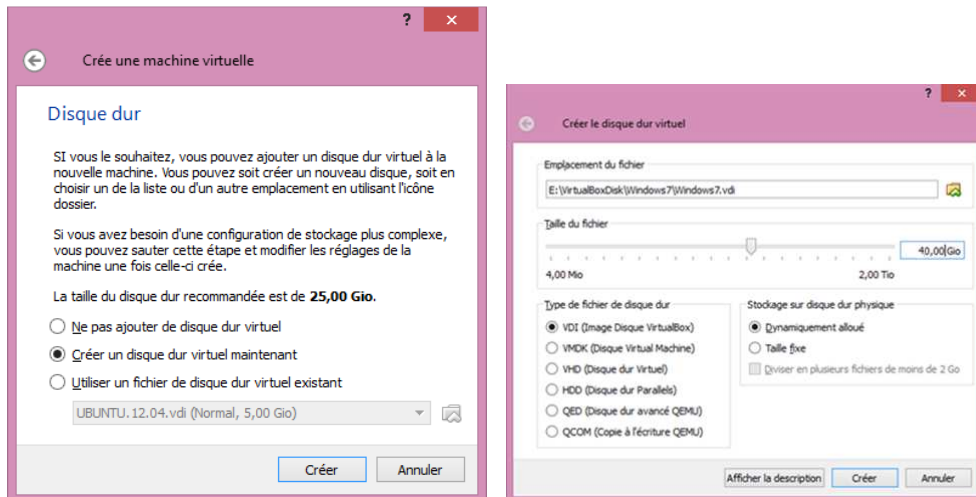 ?
×
Crée une machine virtuelle
Disque dur
SI vous le souhaitez, vous pouvez ajouter un disque dur virtuel à la
nouvelle machine. Vous pouvez soit créer un nouveau disque, soit en
choisir un de la liste ou d'un autre emplacement en utilisant l'icône
dossier.
Si vous avez besoin d'une configuration de stockage plus complexe,
vous pouvez sauter cette étape et modifier les réglages de la
machine une fois celle-ci crée.
La taille du disque dur recommandée est de 25,00 Gio.
Ne pas ajouter de disque dur virtuel
Créer un disque dur virtuel maintenant
Utiliser un fichier de disque dur virtuel existant
UBUNTU.12.04.vdi (Normal, 5,00 Gio)
Créer
Annuler
?
×
Créer le disque dur virtuel
Emplacement du fichier
E:\VirtualBoxDisk\Windows7\Windows7.vdi
Taille du fichier
40,00 Gio
4,00 Mio
2,00 Tio
Type de fichier de disque dur
VDI (Image Disque VirtualBox)
VMDK (Disque Virtual Machine)
VHD (Disque dur Virtuel)
HDD (Disque dur Parallels)
QED (Disque dur avancé QEMU)
QCOM (Copie à l'écriture QEMU)
Stockage sur disque dur physique
Dynamiquement alloué
Taille fixe
Diviser en plusieurs fichiers de moins de 2 Go
Afficher la description
Créer
Annuler